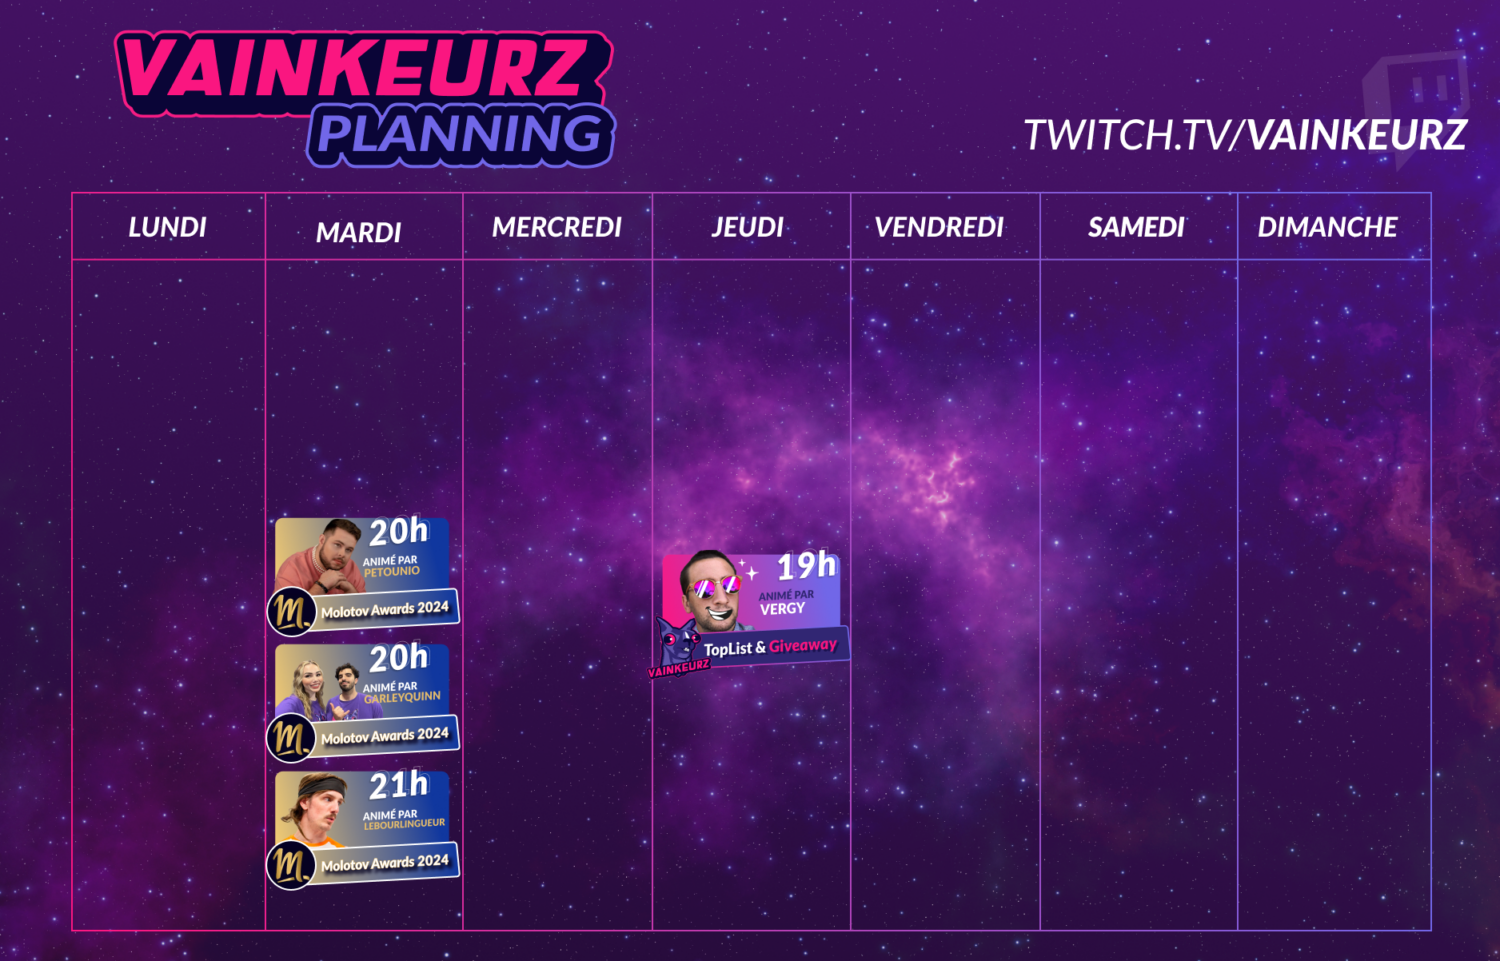 VAINKEURZ
PLANNING
TWITCH.TV/VAINKEURZ
LUNDI
MARDI
MERCREDI
JEUDI
VENDREDI
SAMEDI
DIMANCHE
20h
ANIMÉ PAR
PETOUNIO
M.
Molotov Awards 2024
20h
ANIMÉ PAR
GARLEYQUINN
M.
Molotov Awards 2024
21h
ANIMÉ PAR
LEBOURLINGUEUR
M.
Molotov Awards 2024
19h
ANIMÉ PAR
VERGY
TopList & Giveaway
VAINKEURZ